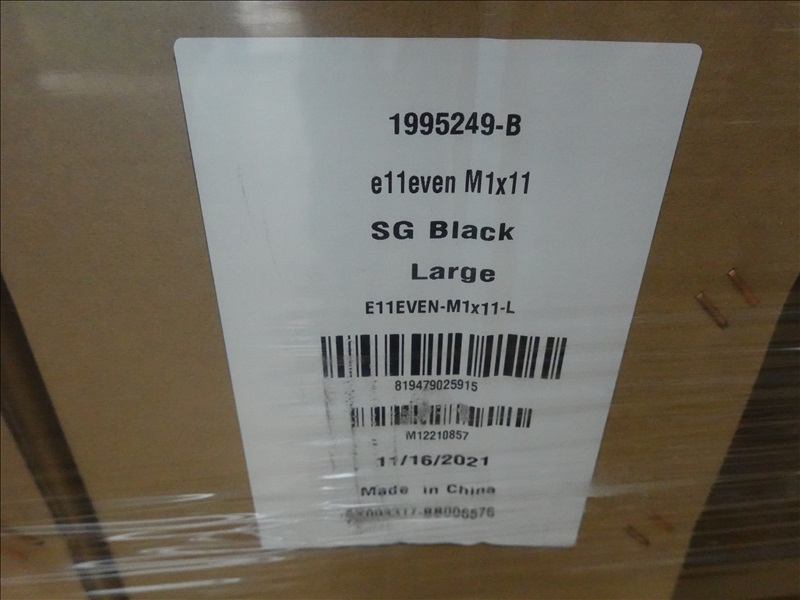 1995249-B
e11even M1x11
SG Black
Large
E11EVEN-M1x11-L
819479025915
M12210857
11/16/2021
Made in China